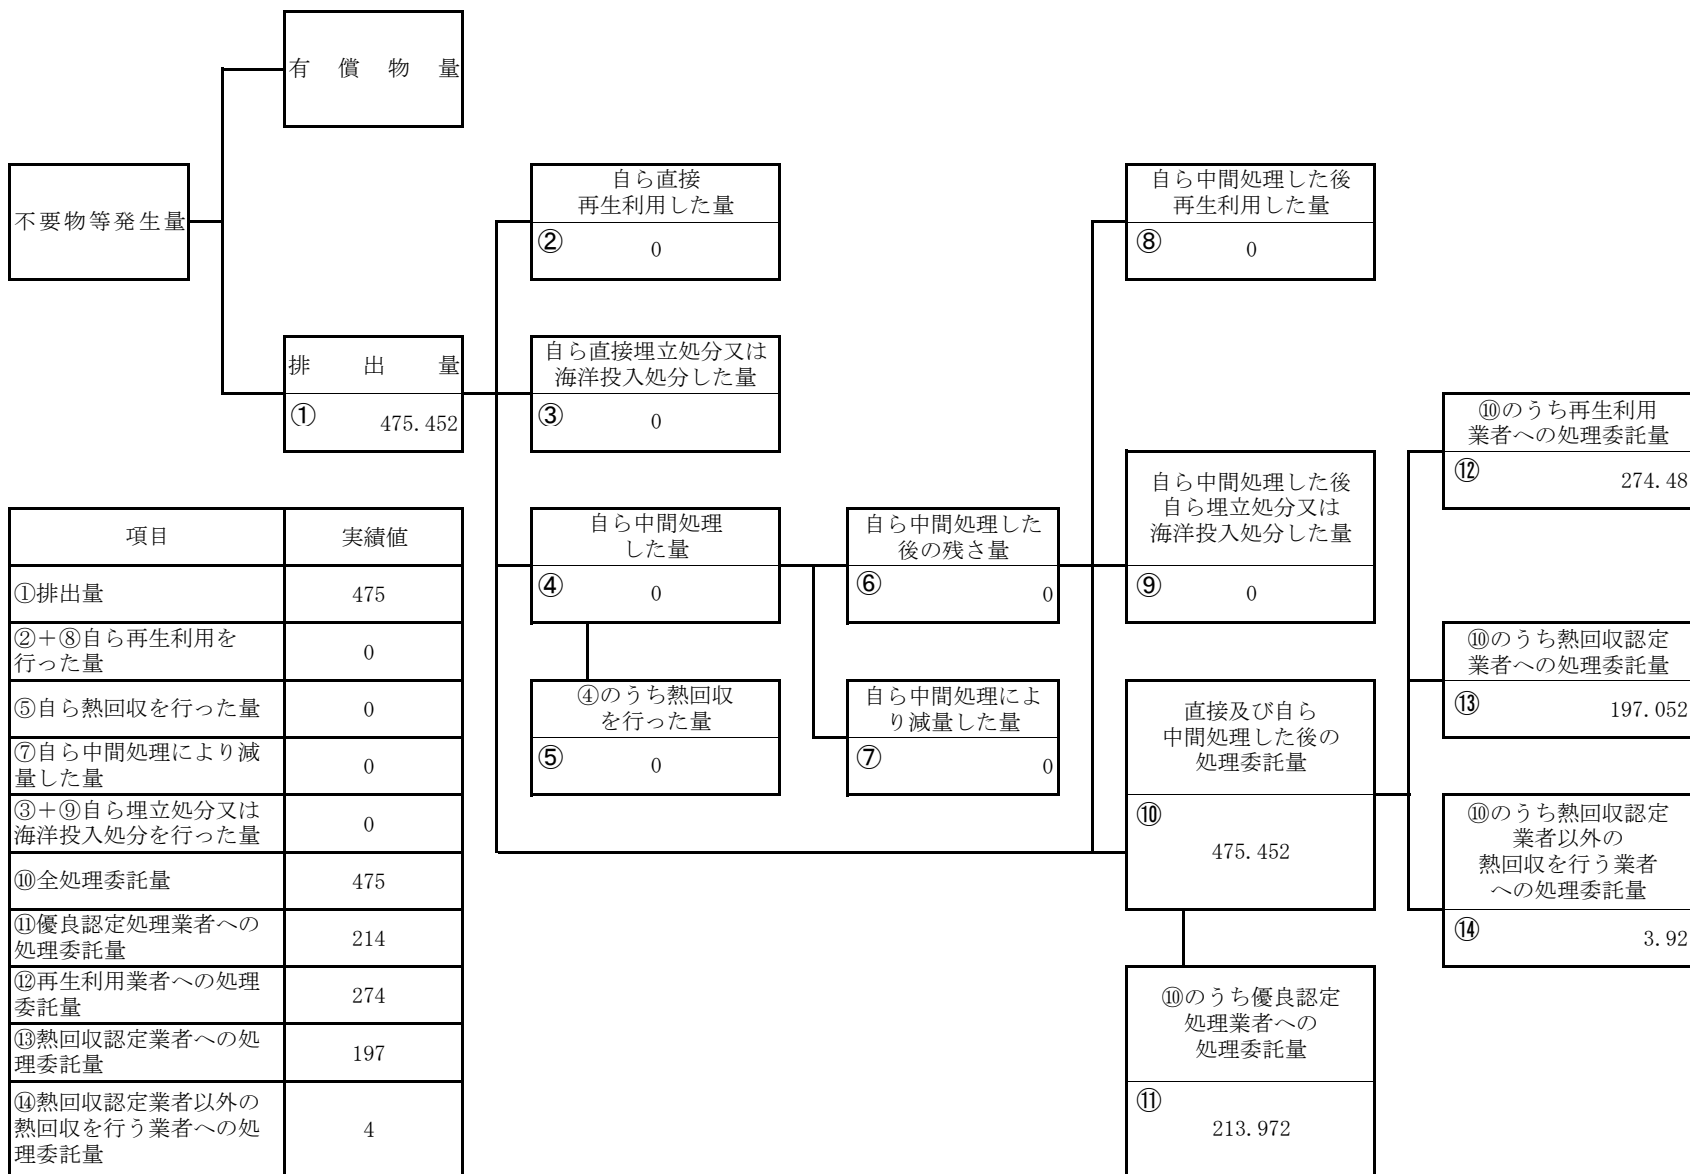 有償物量
不要物等発生量
排出量
① 475.452
自ら直接
再生利用した量
② 0
自ら直接埋立処分又は
海洋投入処分した量
③ 0
自ら中間処理
した量
④ 0
④のうち熱回収
を行った量
⑤ 0
自ら中間処理した
後の残さ量
⑥ 0
自ら中間処理によ
り減量した量
⑦ 0
自ら中間処理した後
再生利用した量
⑧ 0
自ら中間処理した後
自ら埋立処分又は
海洋投入処分した量
⑨ 0
直接及び自ら
中間処理した後の
処理委託量
⑩
475.452
⑩のうち優良認定
処理業者への
処理委託量
⑪
213.972
⑩のうち再生利用
業者への処理委託量
⑫ 274.48
⑩のうち熱回収認定
業者への処理委託量
⑬ 197.052
⑩のうち熱回収認定
業者以外の
熱回収を行う業者
への処理委託量
⑭ 3.92
項目 実績値
①排出量 475
②+⑧自ら再生利用を
行った量 0
⑤自ら熱回収を行った量 0
⑦自ら中間処理により減
量した量 0
③+⑨自ら埋立処分又は
海洋投入処分を行った量 0
⑩全処理委託量 475
⑪優良認定処理業者への
処理委託量 214
⑫再生利用業者への処理
委託量 274
⑬熱回収認定業者への処
理委託量 197
⑭熱回収認定業者以外の
熱回収を行う業者への処 4
理委託量